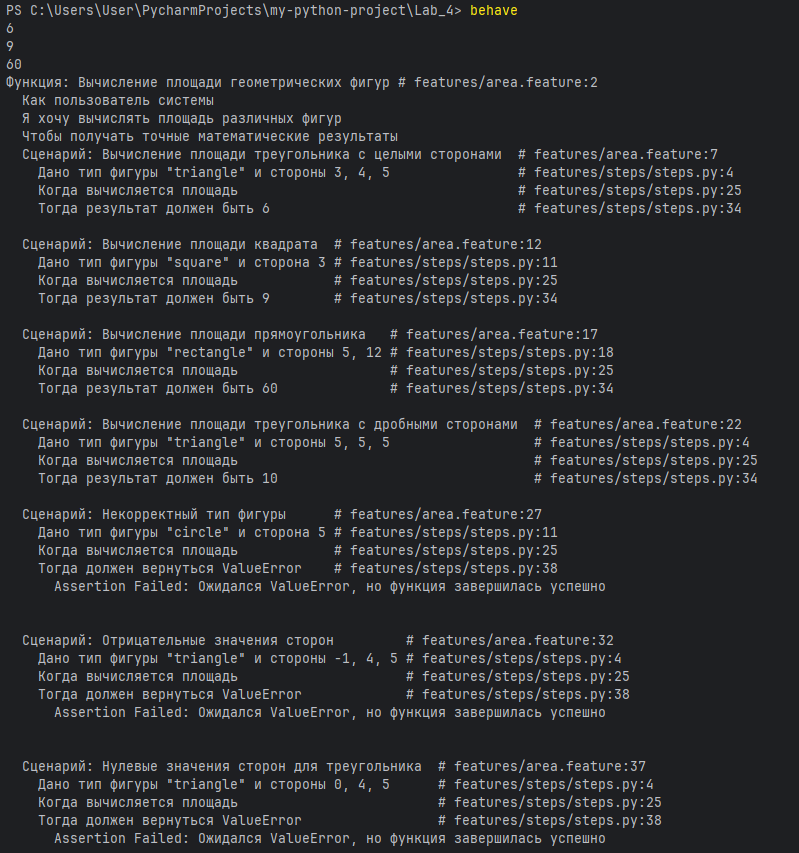 PS C:\Users\User\PycharmProjects\my-python-project\Lab_4> behave
6
9
60
Функция: Вычисление площади геометрических фигур # features/area.feature:2
  Как пользователь системы
  Я хочу вычислять площадь различных фигур
  Чтобы получать точные математические результаты
  Сценарий: Вычисление площади треугольника с целыми сторонами  # features/area.feature:7
    Дано тип фигуры "triangle" и стороны 3, 4, 5                # features/steps/steps.py:4
    Когда вычисляется площадь                                   # features/steps/steps.py:25
    Тогда результат должен быть 6                               # features/steps/steps.py:34
  Сценарий: Вычисление площади квадрата  # features/area.feature:12
    Дано тип фигуры "square" и сторона 3 # features/steps/steps.py:11
    Когда вычисляется площадь            # features/steps/steps.py:25
    Тогда результат должен быть 9        # features/steps/steps.py:34
  Сценарий: Вычисление площади прямоугольника   # features/area.feature:17
    Дано тип фигуры "rectangle" и стороны 5, 12 # features/steps/steps.py:18
    Когда вычисляется площадь                   # features/steps/steps.py:25
    Тогда результат должен быть 60              # features/steps/steps.py:34
  Сценарий: Вычисление площади треугольника с дробными сторонами  # features/area.feature:22
    Дано тип фигуры "triangle" и стороны 5, 5, 5                  # features/steps/steps.py:4
    Когда вычисляется площадь                                     # features/steps/steps.py:25
    Тогда результат должен быть 10                                # features/steps/steps.py:34
  Сценарий: Некорректный тип фигуры      # features/area.feature:27
    Дано тип фигуры "circle" и сторона 5 # features/steps/steps.py:11
    Когда вычисляется площадь            # features/steps/steps.py:25
    Тогда должен вернуться ValueError    # features/steps/steps.py:38
      Assertion Failed: Ожидался ValueError, но функция завершилась успешно
  Сценарий: Отрицательные значения сторон         # features/area.feature:32
    Дано тип фигуры "triangle" и стороны -1, 4, 5 # features/steps/steps.py:4
    Когда вычисляется площадь                     # features/steps/steps.py:25
    Тогда должен вернуться ValueError             # features/steps/steps.py:38
      Assertion Failed: Ожидался ValueError, но функция завершилась успешно
  Сценарий: Нулевые значения сторон для треугольника  # features/area.feature:37
    Дано тип фигуры "triangle" и стороны 0, 4, 5      # features/steps/steps.py:4
    Когда вычисляется площадь                         # features/steps/steps.py:25
    Тогда должен вернуться ValueError                 # features/steps/steps.py:38
      Assertion Failed: Ожидался ValueError, но функция завершилась успешно